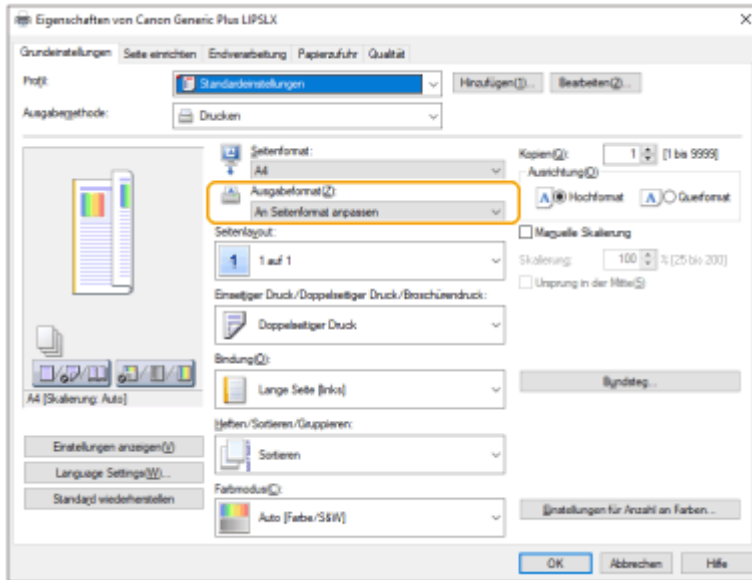 Eigenschaften von Canon Generic Plus LIPSLX
Grundeinstellungen Seite einrichten Endverarbeitung Papierzufuhr Qualität
Profil: Standardeinstellungen Hinzufügen(1)... Bearbeiten(2)...
Ausgabemethode: Drucken
Seitenformat:
A4
Ausgabeformat(Z):
An Seitenformat anpassen
Kopien(Q): 1 [1 bis 9999]
Ausrichtung(O)
A Hochformat A Querformat
Seitenlayout:
1 1 auf 1
Manuelle Skalierung
Skalierung: 100 % [25 bis 200]
Ursprung in der Mitte(S)
Einseitiger Druck/Doppelseitiger Druck/Broschürendruck:
Doppelseitiger Druck
Bindung(O):
Lange Seite [links]
Bundsteg...
A4 [Skalierung: Auto]
Heften/Sortieren/Gruppieren:
Sortieren
Einstellungen anzeigen(V)
Language Settings(W)...
Standard wiederherstellen
Farbmodus(C):
Auto [Farbe/S&W]
Einstellungen für Anzahl an Farben...
OK Abbrechen Hilfe